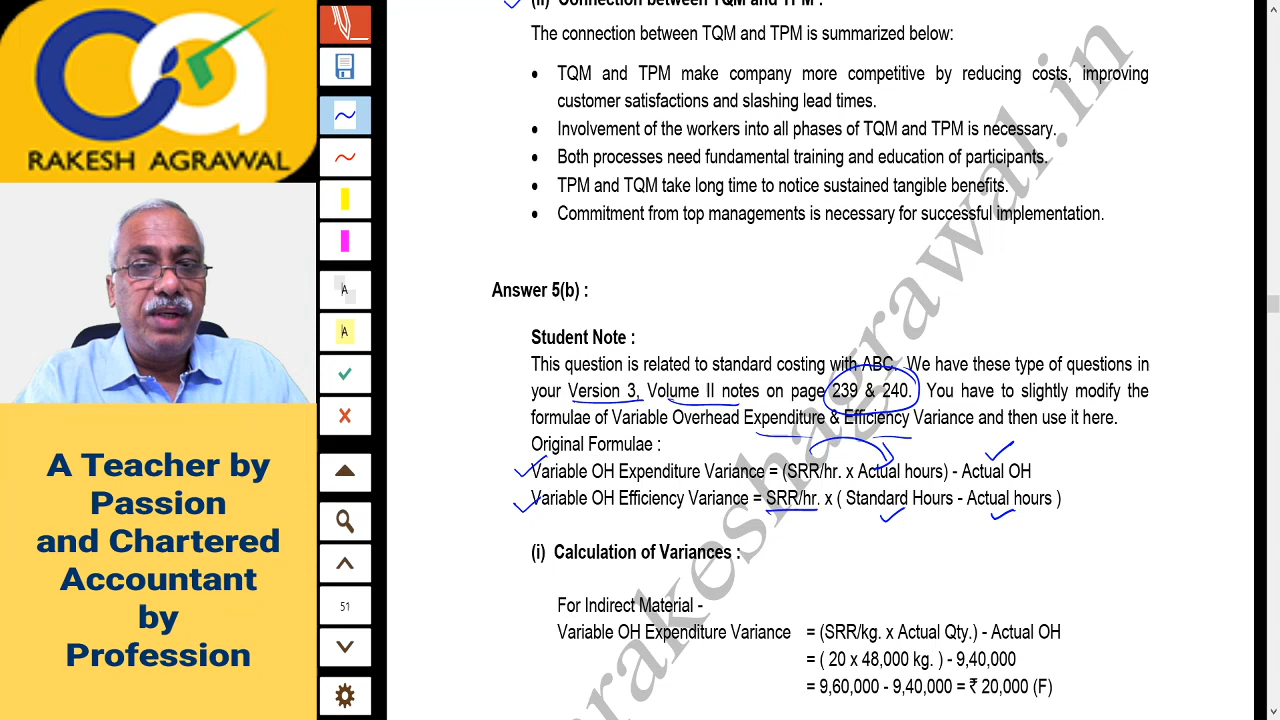 RAKESH AGRAWAL
A Teacher by
Passion
and Chartered
Accountant
by
Profession
A
A
51
(ii) Connection between TQM and TPM :
The connection between TQM and TPM is summarized below:
• TQM and TPM make company more competitive by reducing costs, improving
customer satisfactions and slashing lead times.
• Involvement of the workers into all phases of TQM and TPM is necessary.
• Both processes need fundamental training and education of participants.
• TPM and TQM take long time to notice sustained tangible benefits.
• Commitment from top managements is necessary for successful implementation.
Answer 5(b) :
Student Note :
This question is related to standard costing with ABC. We have these type of questions in
your Version 3, Volume II notes on page 239 & 240. You have to slightly modify the
formulae of Variable Overhead Expenditure & Efficiency Variance and then use it here.
Original Formulae :
Variable OH Expenditure Variance = (SRR/hr. x Actual hours) - Actual OH
Variable OH Efficiency Variance = SRR/hr. x ( Standard Hours - Actual hours )
(i) Calculation of Variances :
For Indirect Material -
Variable OH Expenditure Variance = (SRR/kg. x Actual Qty.) - Actual OH
= ( 20 x 48,000 kg. ) - 9,40,000
= 9,60,000 - 9,40,000 = ₹ 20,000 (F)
rakeshagrawal.in